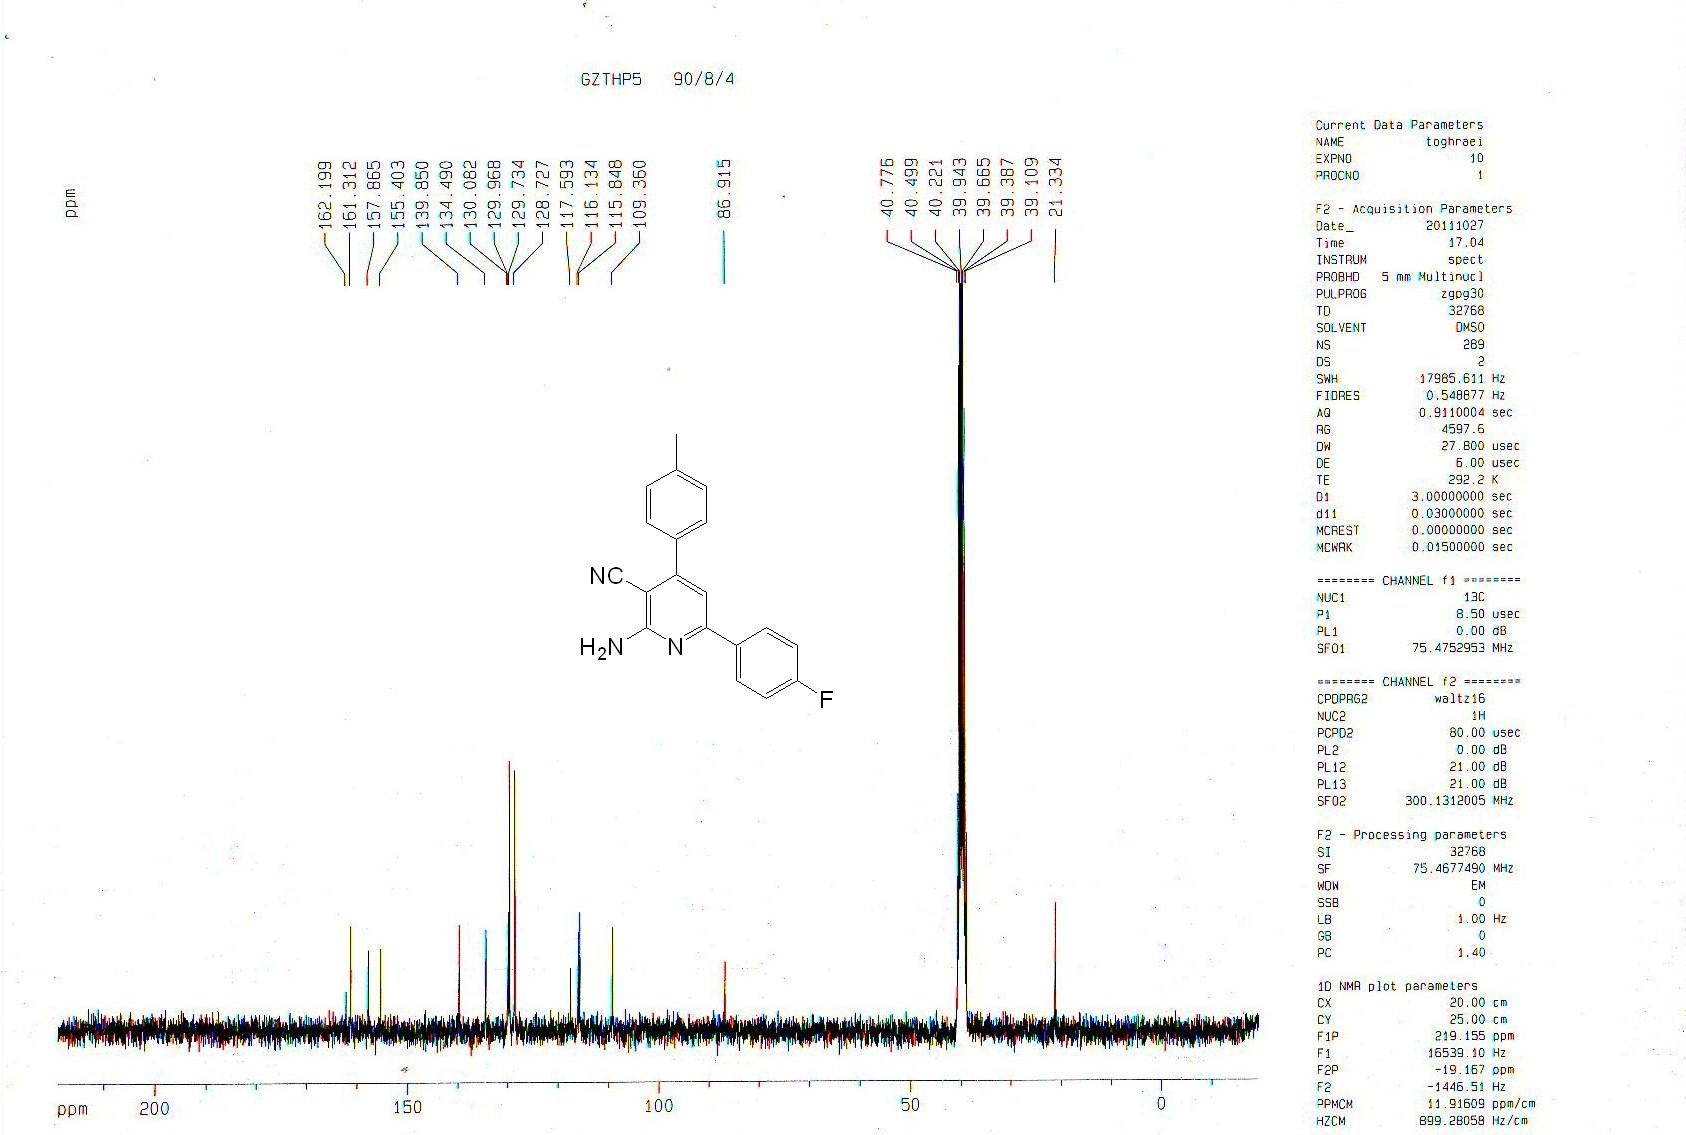 GZTHP5 90/8/4
ppm
162.199
161.312
157.865
155.403
139.850
134.490
130.082
129.968
129.734
128.727
117.593
116.134
115.848
109.360
86.915
40.776
40.499
40.221
39.943
39.665
39.387
39.109
21.334
NC
H2N
N
F
ppm 200 150 100 50 0
Current Data Parameters
NAME toghraei
EXPNO 10
PROCNO 1
F2 - Acquisition Parameters
Date_ 20111027
Time 17.04
INSTRUM spect
PROBHD 5 mm Multinucl
PULPROG zgpg30
TD 32768
SOLVENT DMSO
NS 289
DS 2
SWH 17985.611 Hz
FIDRES 0.548877 Hz
AQ 0.9110004 sec
RG 4597.6
DW 27.800 usec
DE 6.00 usec
TE 292.2 K
D1 3.00000000 sec
d11 0.03000000 sec
MCREST 0.00000000 sec
MCWRK 0.01500000 sec
======== CHANNEL f1 ========
NUC1 13C
P1 8.50 usec
PL1 0.00 dB
SFO1 75.4752953 MHz
======== CHANNEL f2 ========
CPDPRG2 waltz16
NUC2 1H
PCPD2 80.00 usec
PL2 0.00 dB
PL12 21.00 dB
PL13 21.00 dB
SFO2 300.1312005 MHz
F2 - Processing parameters
SI 32768
SF 75.4677490 MHz
WDW EM
SSB 0
LB 1.00 Hz
GB 0
PC 1.40
1D NMR plot parameters
CX 20.00 cm
CY 25.00 cm
F1P 219.155 ppm
F1 16539.10 Hz
F2P -19.167 ppm
F2 -1446.51 Hz
PPMCM 11.91609 ppm/cm
HZCM 899.28058 Hz/cm